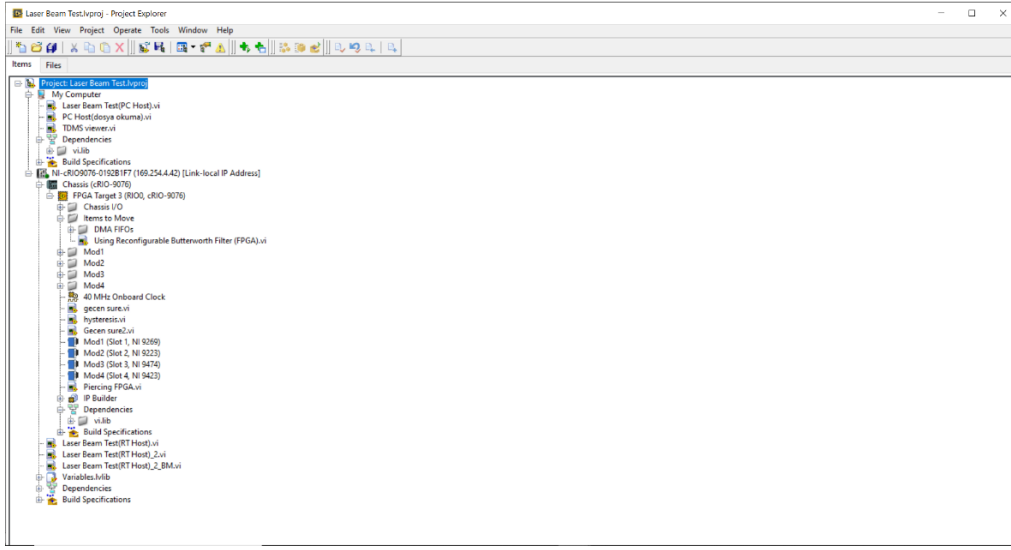 Laser Beam Test.lvproj - Project Explorer
File Edit View Project Operate Tools Window Help
Items Files
Project: Laser Beam Test.lvproj
My Computer
Laser Beam Test(PC Host).vi
PC Host(dosya okuma).vi
TDMS viewer.vi
Dependencies
vi.lib
Build Specifications
NI-cRIO9076-0192B1F7 (169.254.4.42) [Link-local IP Address]
Chassis (cRIO-9076)
FPGA Target 3 (RIO0, cRIO-9076)
Chassis I/O
Items to Move
DMA FIFOs
Using Reconfigurable Butterworth Filter (FPGA).vi
Mod1
Mod2
Mod3
Mod4
40 MHz Onboard Clock
gecen sure.vi
hysteresis.vi
Gecen sure2.vi
Mod1 (Slot 1, NI 9269)
Mod2 (Slot 2, NI 9223)
Mod3 (Slot 3, NI 9474)
Mod4 (Slot 4, NI 9423)
Piercing FPGA.vi
IP Builder
Dependencies
vi.lib
Build Specifications
Laser Beam Test(RT Host).vi
Laser Beam Test(RT Host)_2.vi
Laser Beam Test(RT Host)_2_BM.vi
Variables.lvlib
Dependencies
Build Specifications